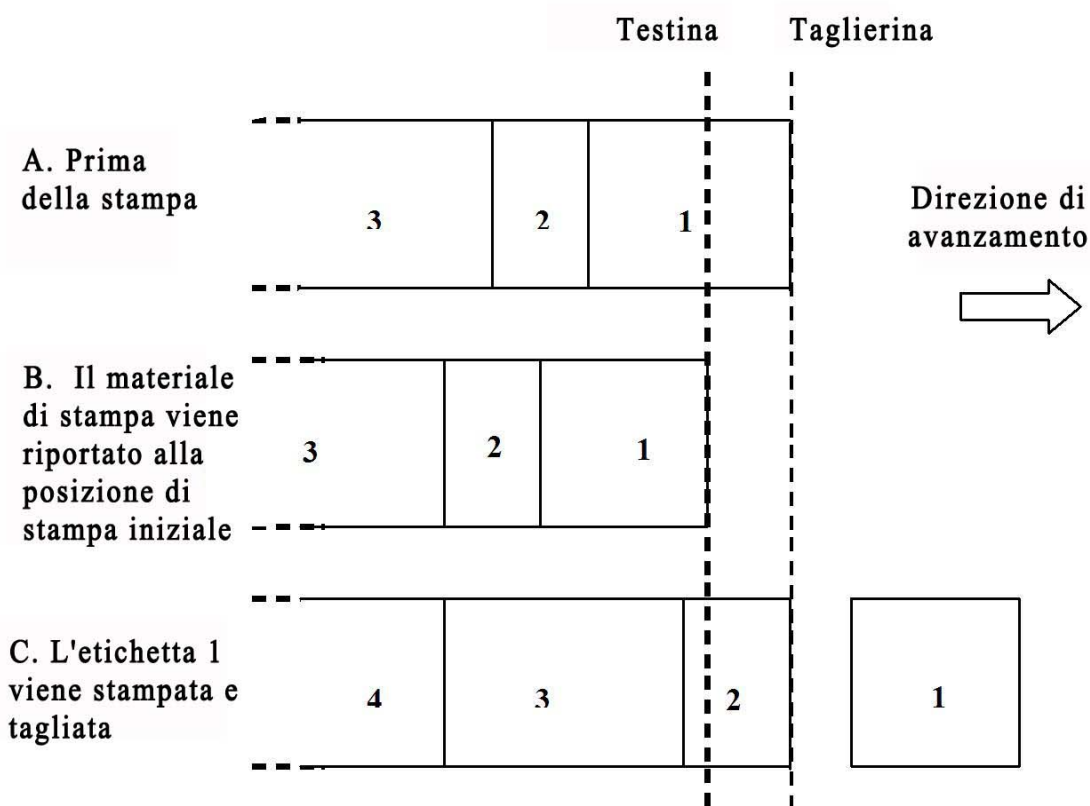 Testina Taglierina
A. Prima
della stampa
3 2 1
Direzione di
avanzamento
B. Il materiale
di stampa viene
riportato alla
posizione di
stampa iniziale
3 2 1
C. L'etichetta 1
viene stampata e
tagliata
4 3 2 1